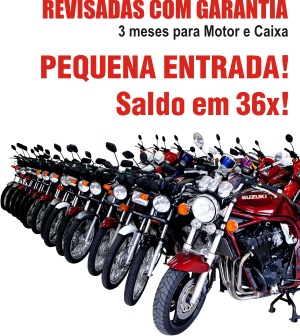 REVISADAS COM GARANTIA
3 meses para Motor e Caixa
PEQUENA ENTRADA!
Saldo em 36x!
SUZUKI